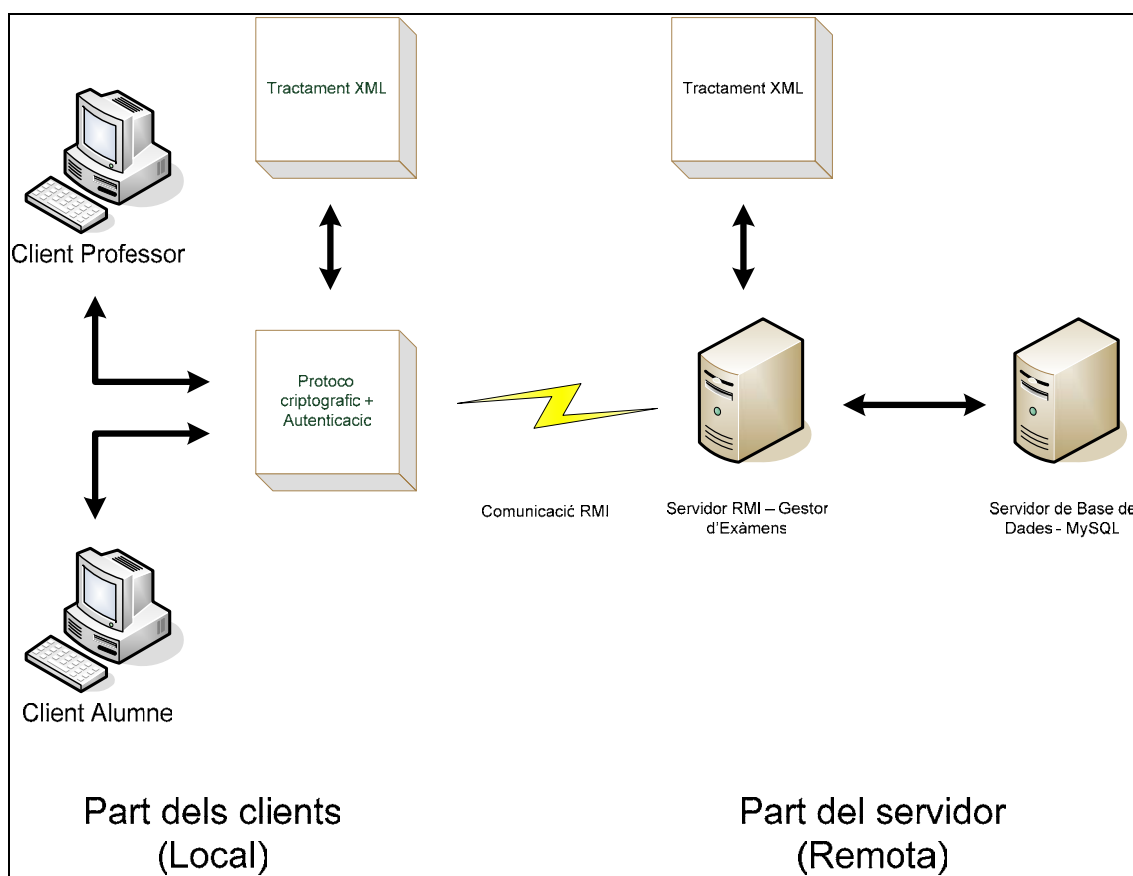 Tractament XML
Tractament XML
Client Professor
Protoco
criptografic +
Autenticacic
Comunicació RMI
Servidor RMI – Gestor
d'Exàmens
Servidor de Base de
Dades - MySQL
Client Alumne
Part dels clients
(Local)
Part del servidor
(Remota)